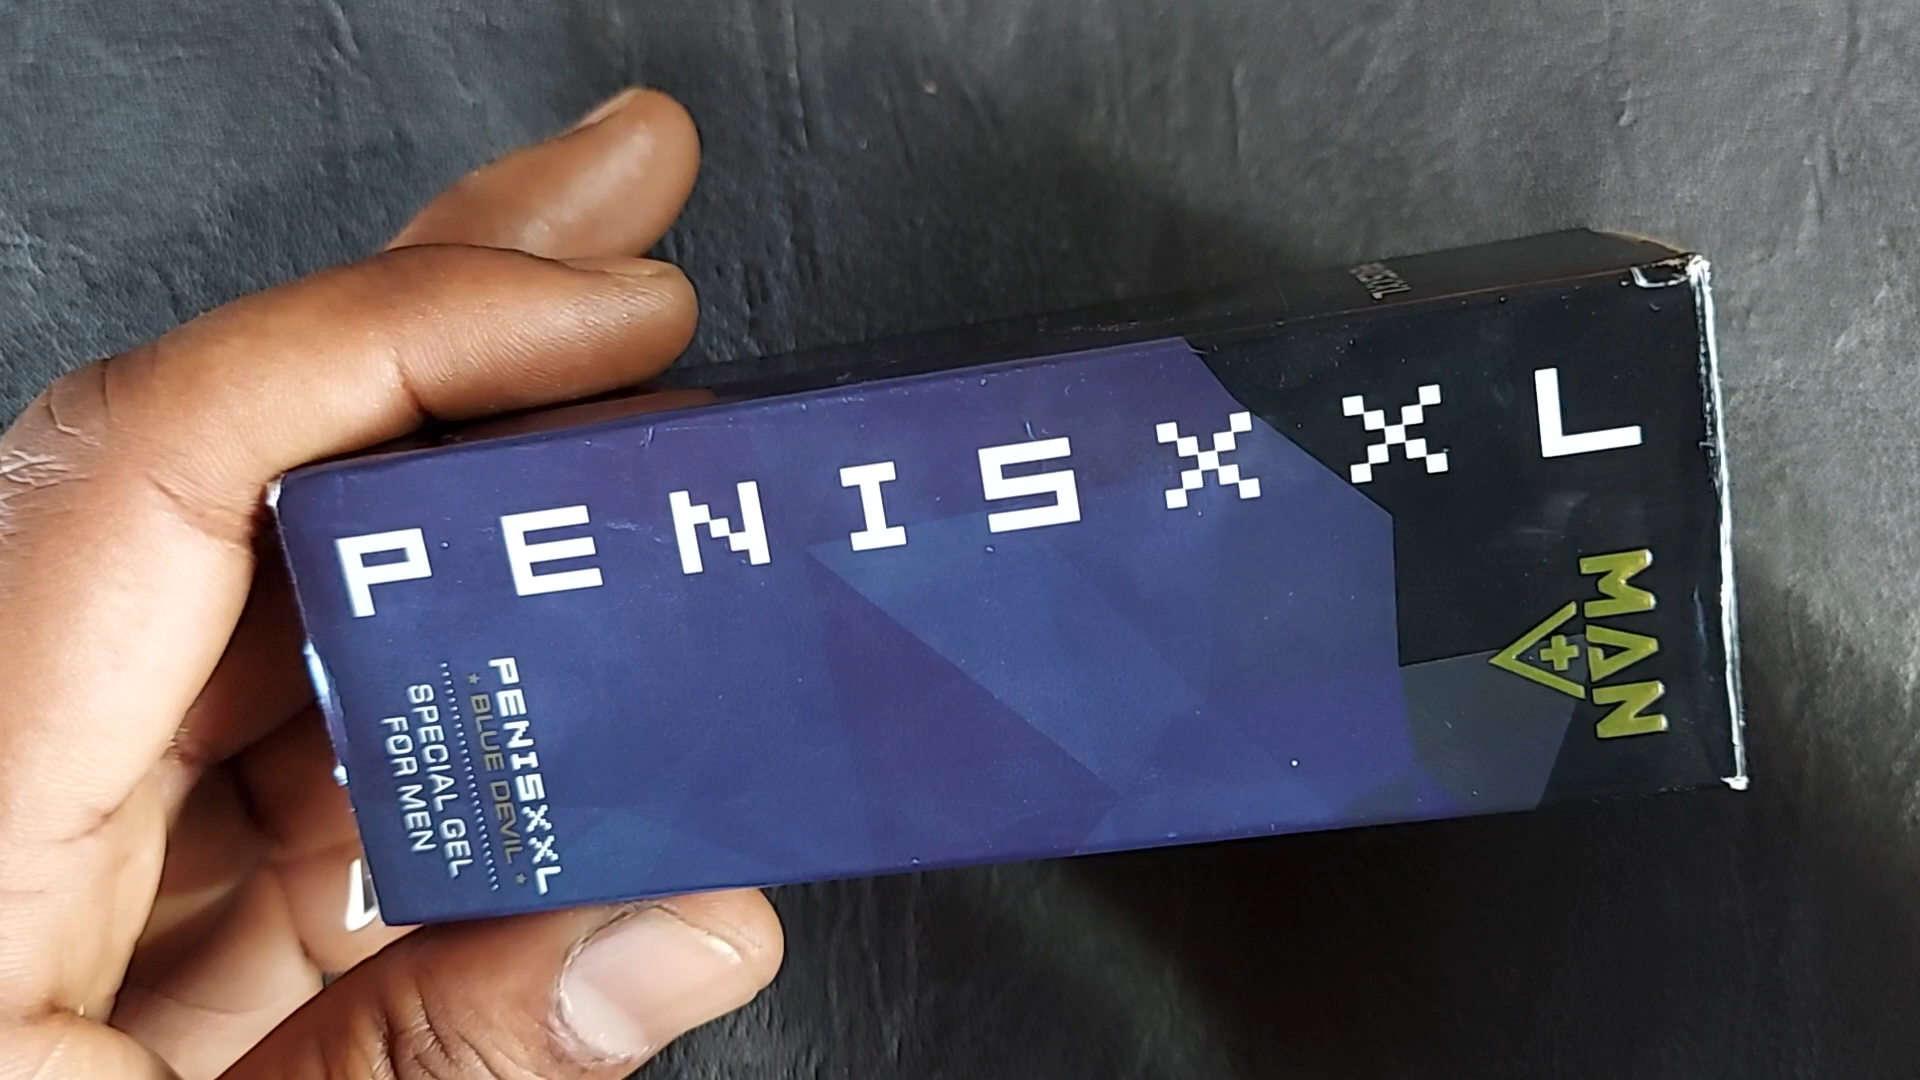 PENISXXL
MAN
PENISXXL
BLUE DEVIL
SPECIAL GEL
FOR MEN